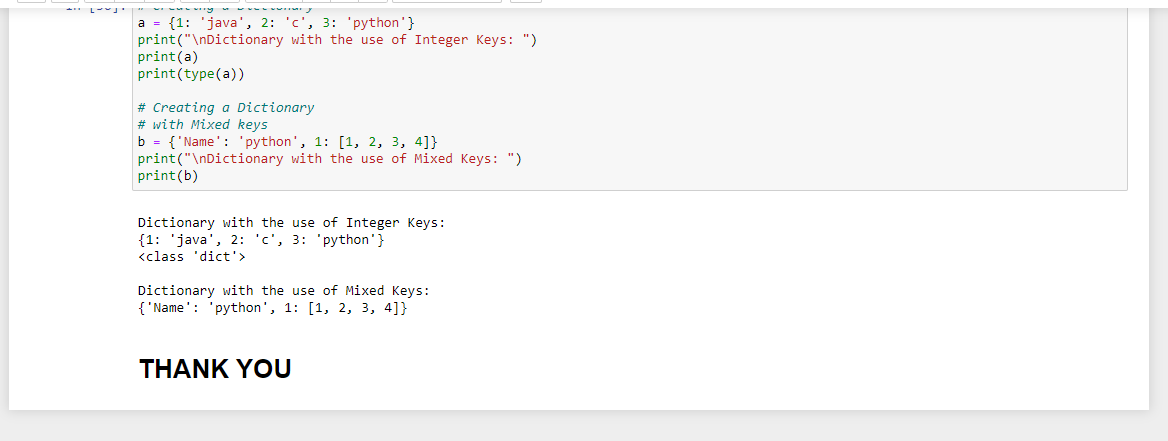 a = {1: 'java', 2: 'c', 3: 'python'}
print("\nDictionary with the use of Integer Keys: ")
print(a)
print(type(a))
# Creating a Dictionary
# with Mixed keys
b = {'Name': 'python', 1: [1, 2, 3, 4]}
print("\nDictionary with the use of Mixed Keys: ")
print(b)
Dictionary with the use of Integer Keys:
{1: 'java', 2: 'c', 3: 'python'}
<class 'dict'>
Dictionary with the use of Mixed Keys:
{'Name': 'python', 1: [1, 2, 3, 4]}
THANK YOU